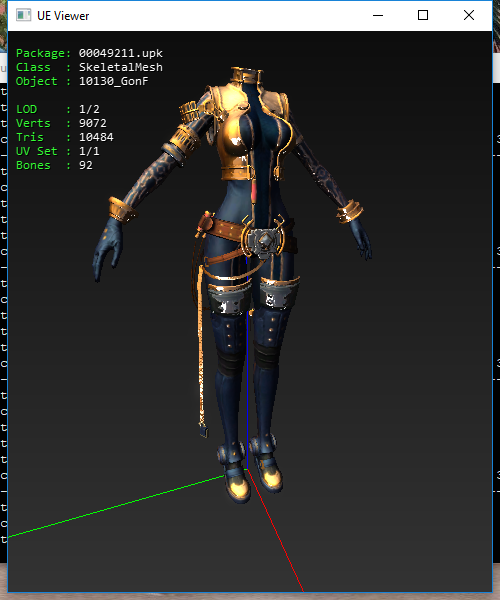 UE Viewer
Package: 00049211.upk
Class  : SkeletalMesh
Object : 10130_GonF
LOD    : 1/2
Verts  : 9072
Tris   : 10484
UV Set : 1/1
Bones  : 92